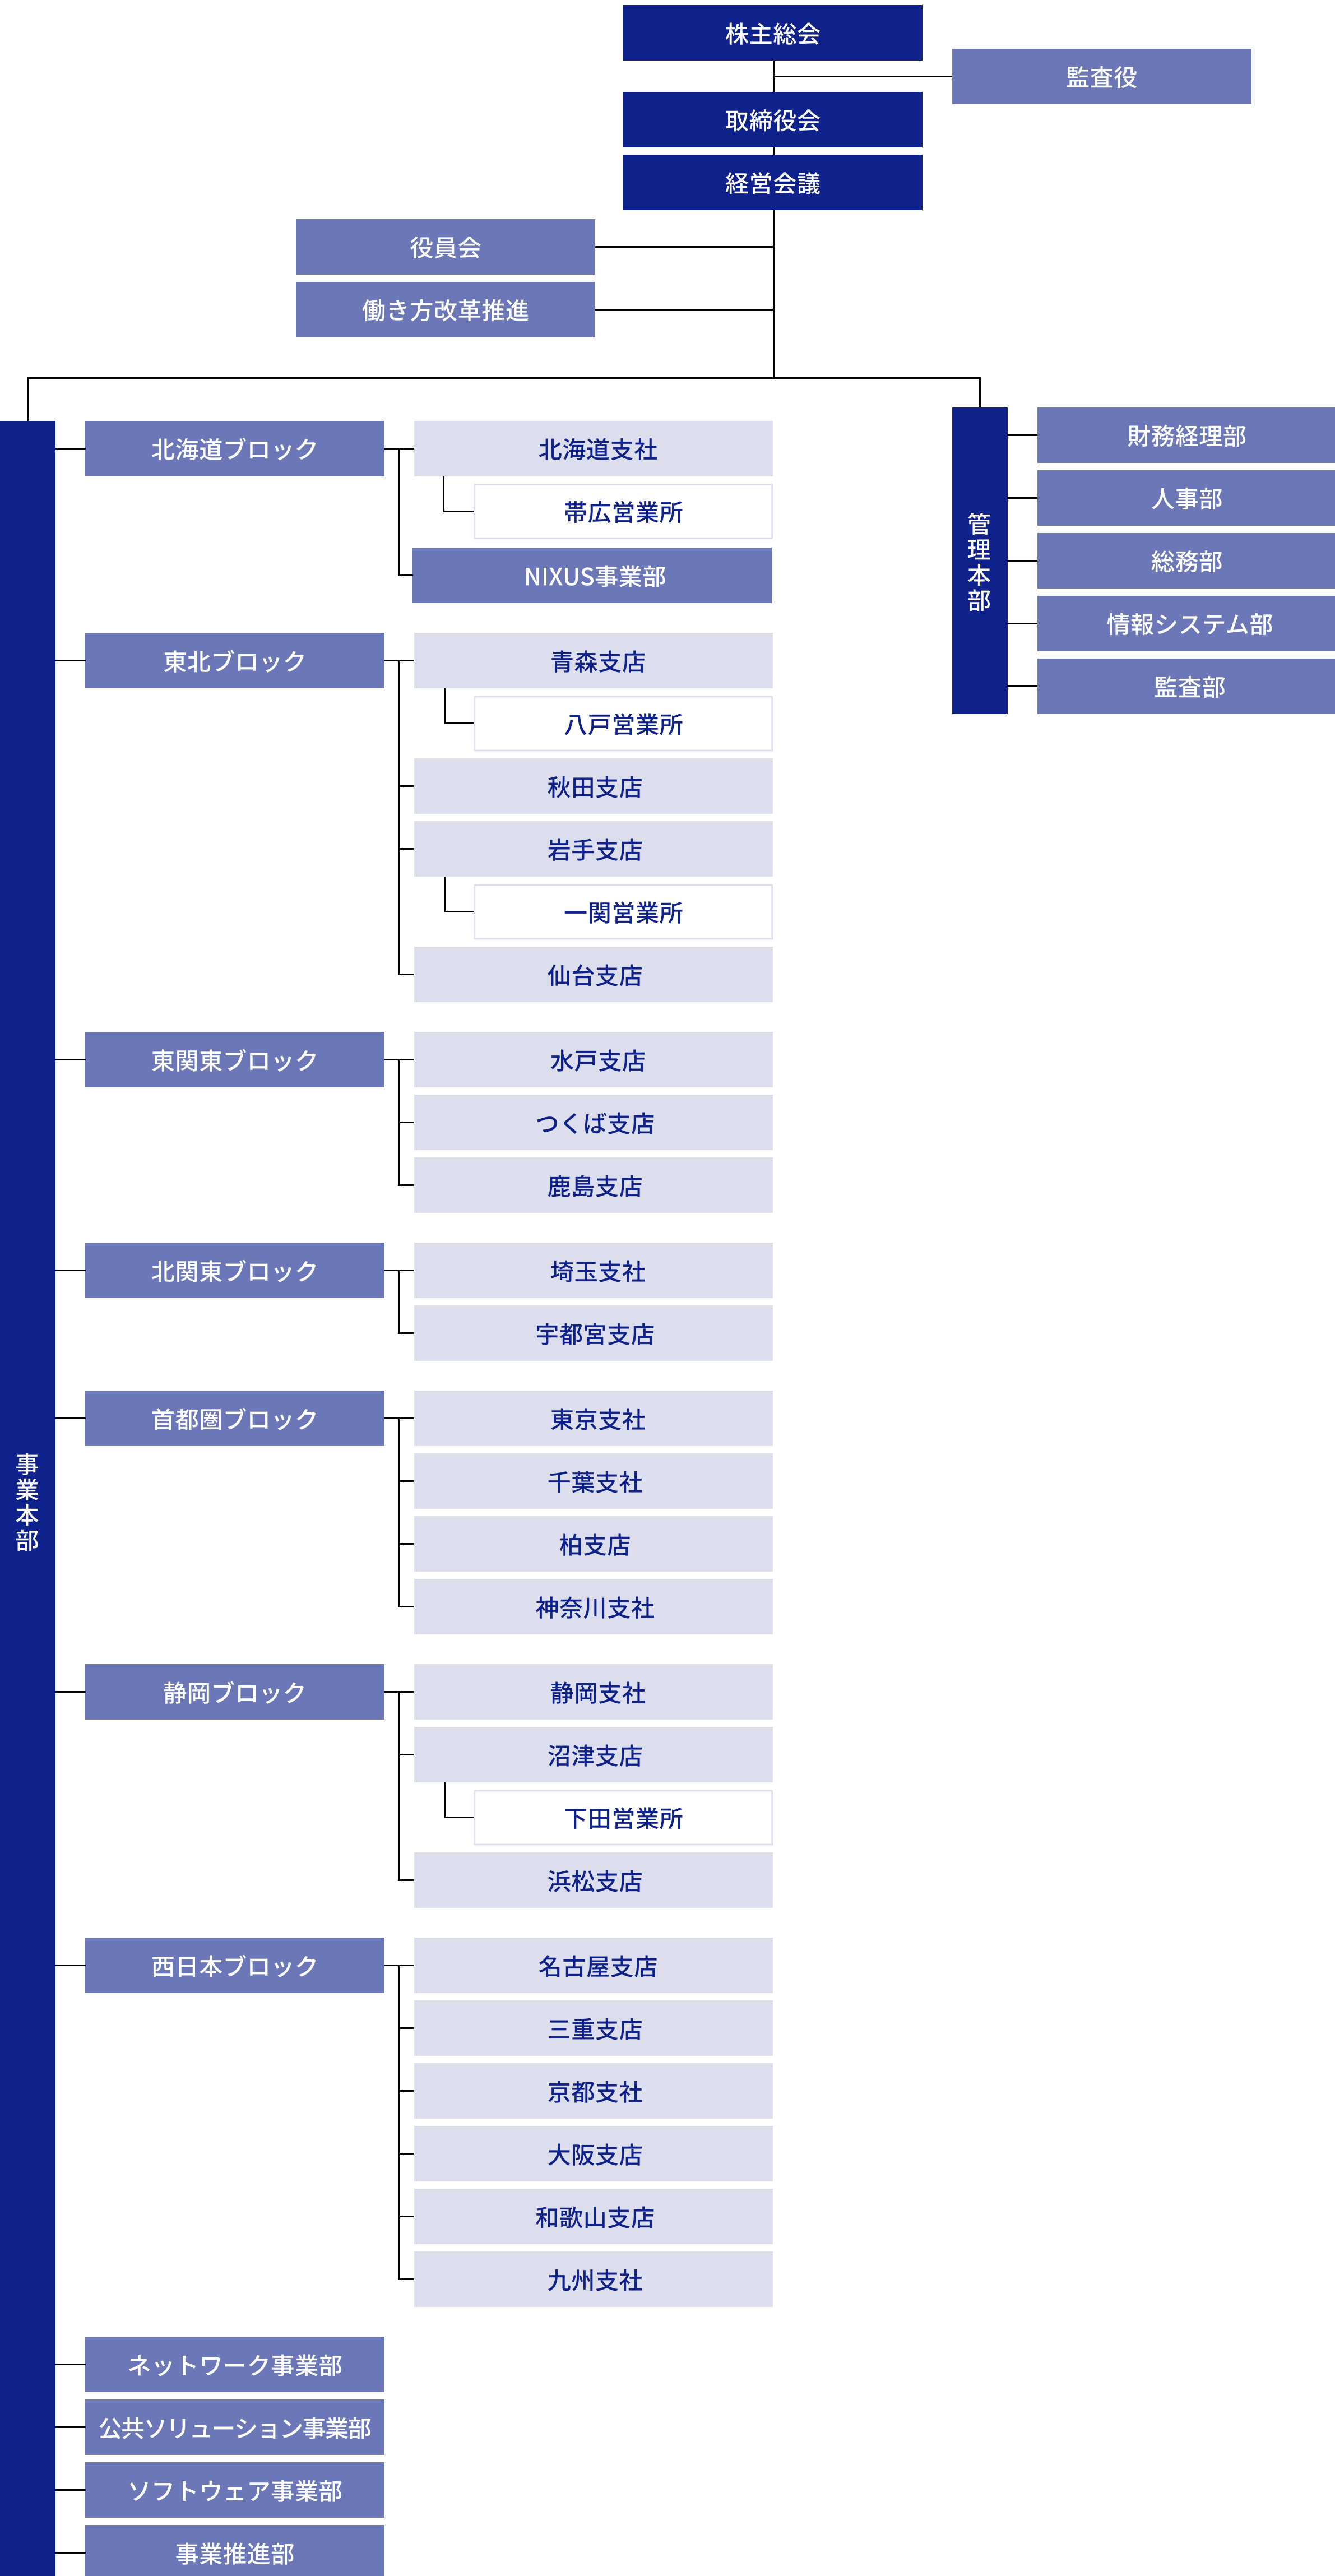 株主総会
監査役
取締役会
経営会議
役員会
働き方改革推進
事業本部
北海道ブロック
北海道支社
帯広営業所
NIXUS事業部
東北ブロック
青森支店
八戸営業所
秋田支店
岩手支店
一関営業所
仙台支店
東関東ブロック
水戸支店
つくば支店
鹿島支店
北関東ブロック
埼玉支社
宇都宮支店
首都圏ブロック
東京支社
千葉支社
柏支店
神奈川支社
静岡ブロック
静岡支社
沼津支店
下田営業所
浜松支店
西日本ブロック
名古屋支店
三重支店
京都支社
大阪支店
和歌山支店
九州支社
ネットワーク事業部
公共ソリューション事業部
ソフトウェア事業部
事業推進部
管理本部
財務経理部
人事部
総務部
情報システム部
監査部